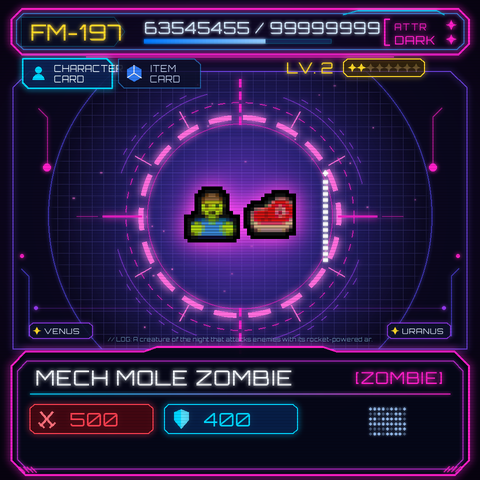 FM-197
63545455 / 99999999
ATTR
DARK
CHARACTER
CARD
ITEM
CARD
LV. 2
VENUS
URANUS
// LOG: A creature of the night that attacks enemies with its rocket-powered air.
MECH MOLE ZOMBIE
[ZOMBIE]
500
400